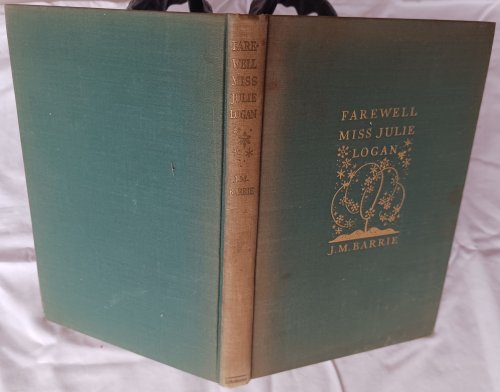 FARE-
WELL
MISS
JULIE
LOGAN
J.M.
BARRIE
FAREWELL
MISS JULIE
LOGAN
J.M.BARRIE